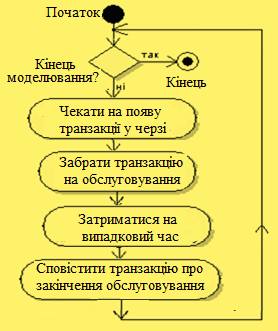 Початок
Кінець
моделювання?
так
Кінець
ні
Чекати на появу
транзакції у черзі
Забрати транзакцію
на обслуговування
Затриматися на
випадковий час
Сповістити транзакцію про
закінчення обслуговування